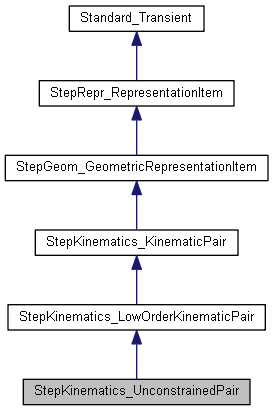 Standard_Transient
StepRepr_RepresentationItem
StepGeom_GeometricRepresentationItem
StepKinematics_KinematicPair
StepKinematics_LowOrderKinematicPair
StepKinematics_UnconstrainedPair